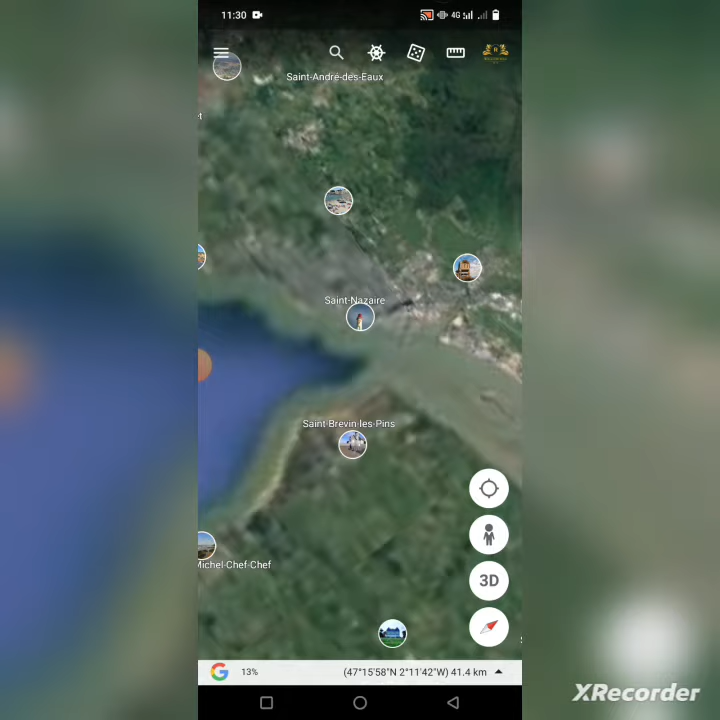 11:30
4G
Saint-André-des-Eaux
Saint-Nazaire
Saint-Brevin-les-Pins
Michel-Chef-Chef
3D
13%
(47°15'58"N 2°11'42"W) 41.4 km
XRecorder